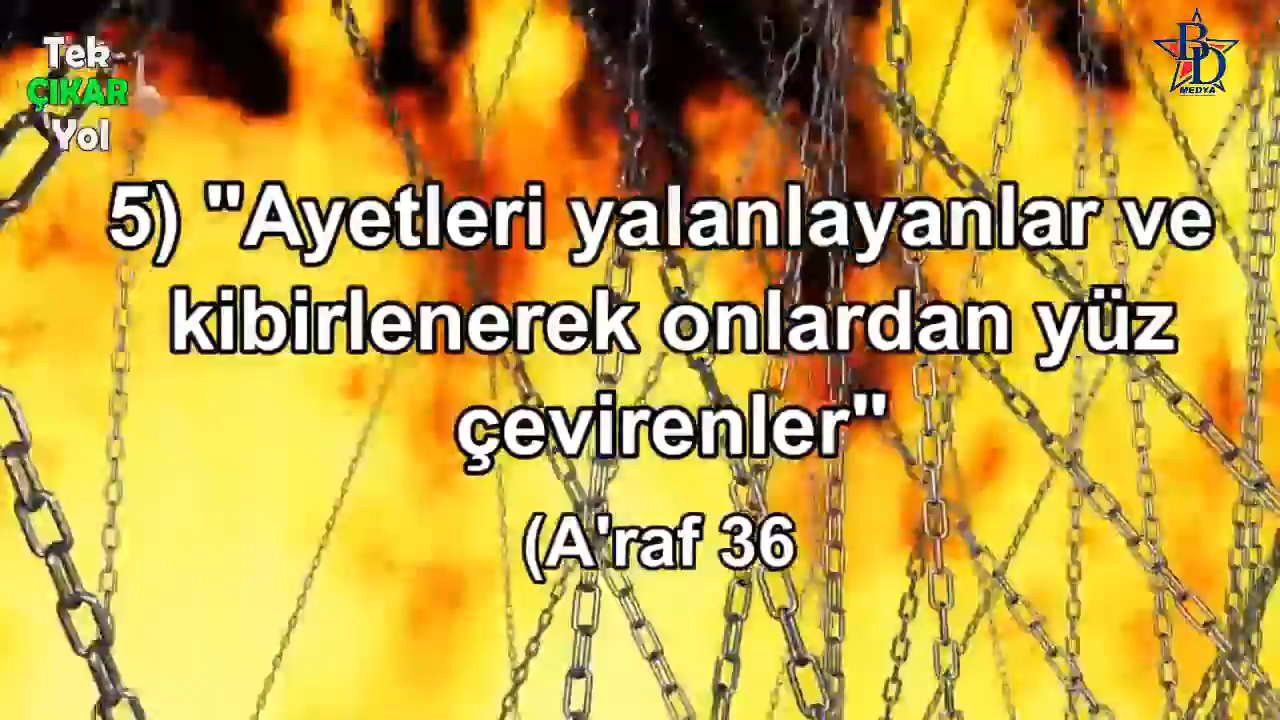 Tek
ÇIKAR
Yol
BD
MEDYA
5) "Ayetleri yalanlayanlar ve
kibirlenerek onlardan yüz
çevirenler"
(A'raf 36